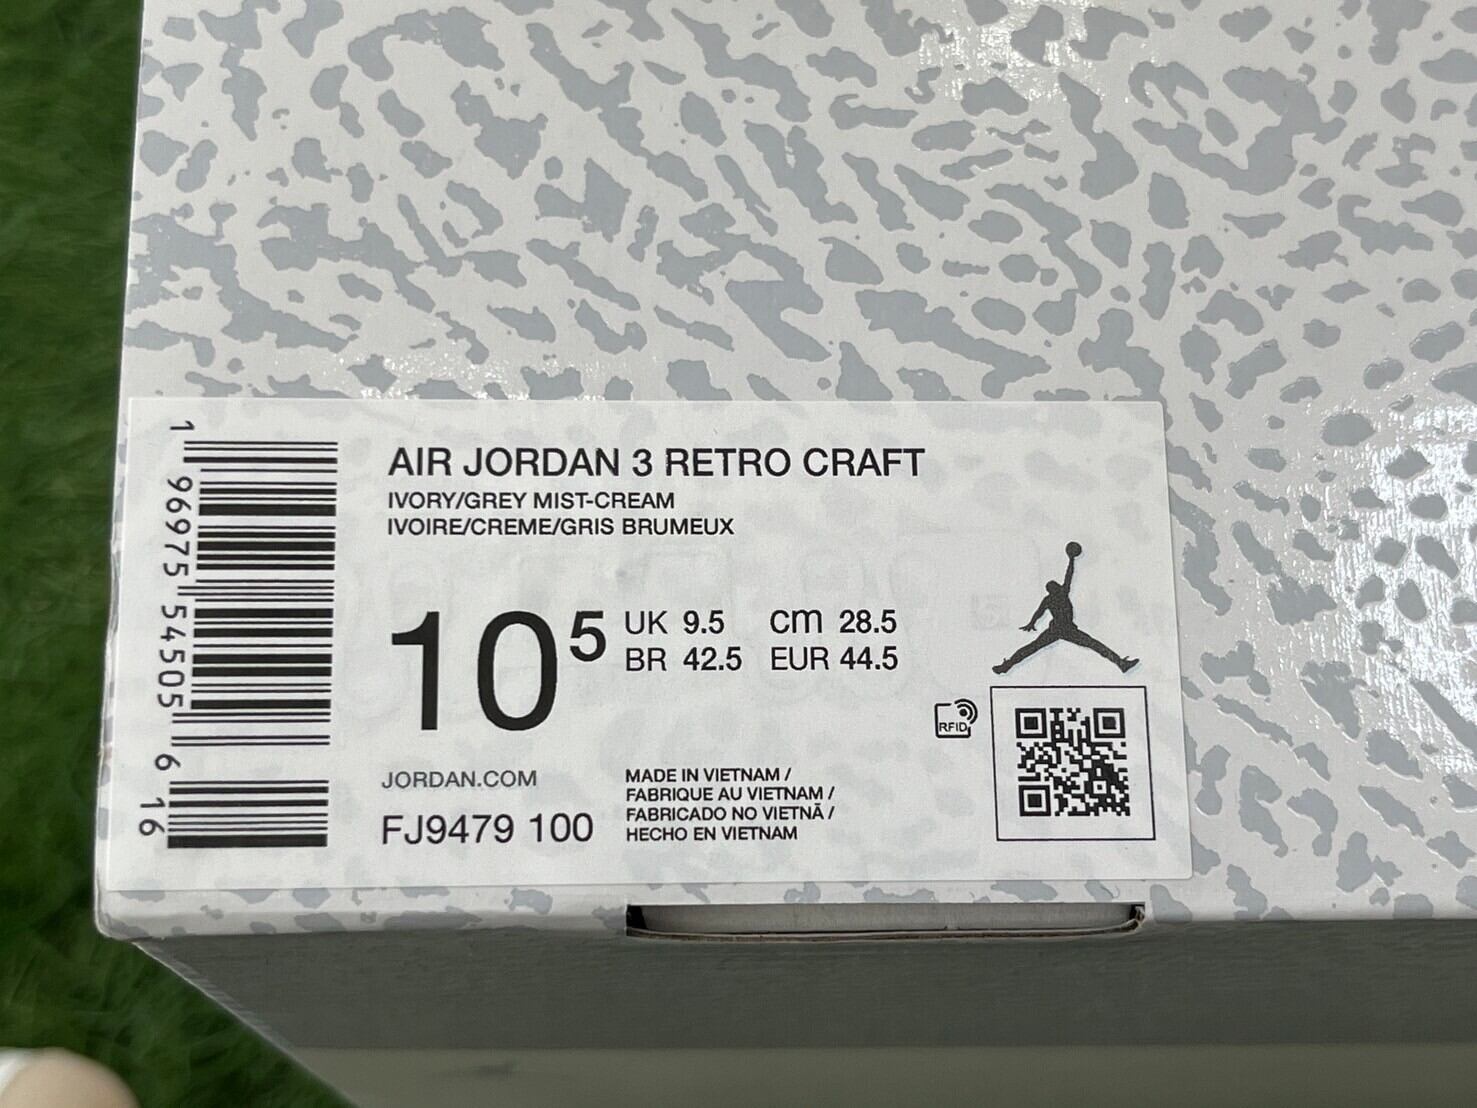 AIR JORDAN 3 RETRO CRAFT
IVORY/GREY MIST-CREAM
IVOIRE/CREME/GRIS BRUMEUX
10⁵
UK 9.5 CM 28.5
BR 42.5 EUR 44.5
RFID
JORDAN.COM
FJ9479 100
MADE IN VIETNAM /
FABRIQUE AU VIETNAM /
FABRICADO NO VIETNÃ /
HECHO EN VIETNAM
1 96975 54505 6 16